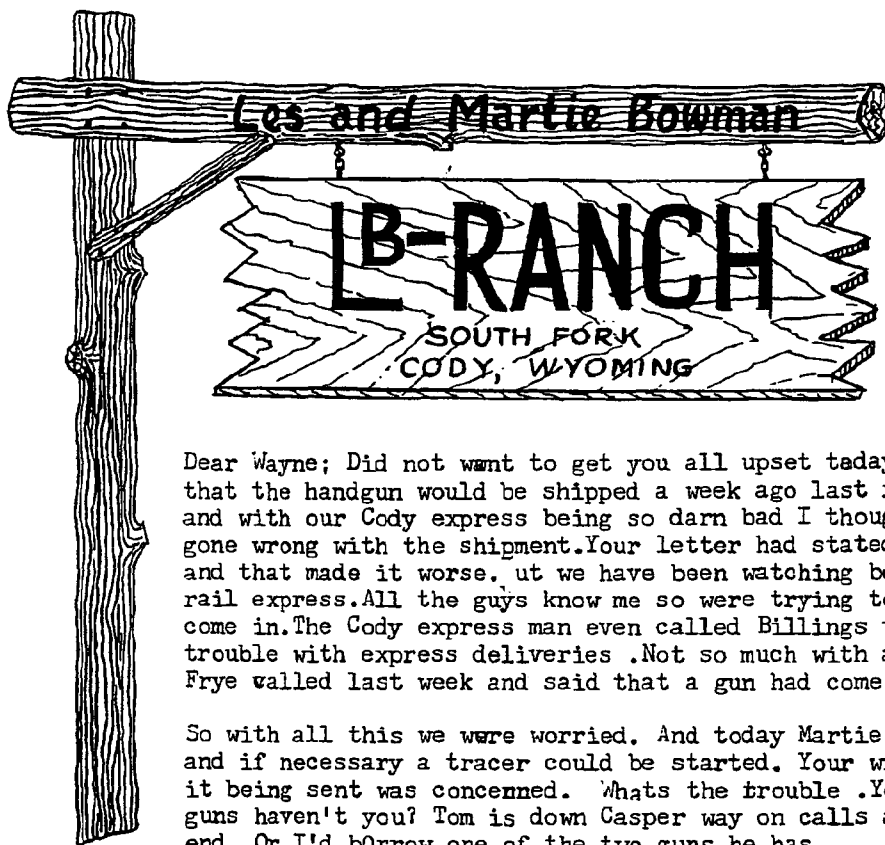 Les and Martie Bowman
LB-RANCH
SOUTH FORK
CODY, WYOMING
Dear Wayne; Did not want to get you all upset taday
that the handgun would be shipped a week ago last
and with our Cody express being so darn bad I thoug
gone wrong with the shipment.Your letter had stated
and that made it worse. ut we have been watching be
rail express.All the guys know me so were trying to
come in.The Cody express man even called Billings
trouble with express deliveries .Not so much with a
Frye walled last week and said that a gun had come
So with all this we were worried. And today Martie
and if necessary a tracer could be started. Your w
it being sent was concenned. Whats the trouble .Y
guns haven't you? Tom is down Casper way on calls a
end. Or I'd bOrrow one of the two guns he has